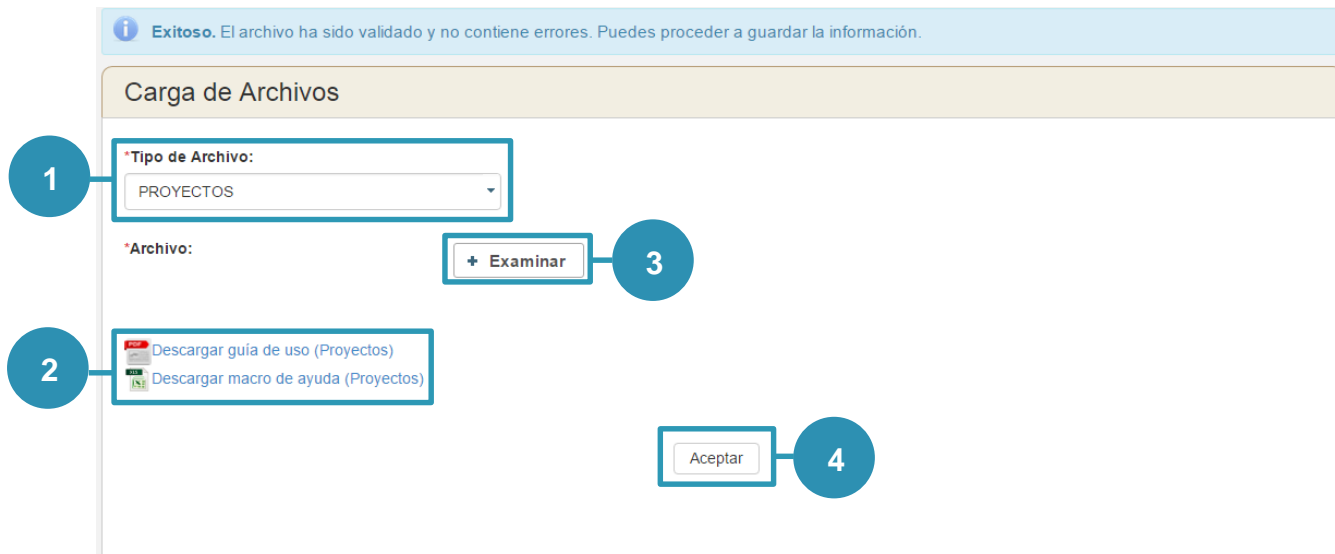 Exitoso. El archivo ha sido validado y no contiene errores. Puedes proceder a guardar la información.
Carga de Archivos
1
*Tipo de Archivo:
PROYECTOS
*Archivo:
+ Examinar
3
2
PDF
Descargar guía de uso (Proyectos)
XLS
Descargar macro de ayuda (Proyectos)
Aceptar
4